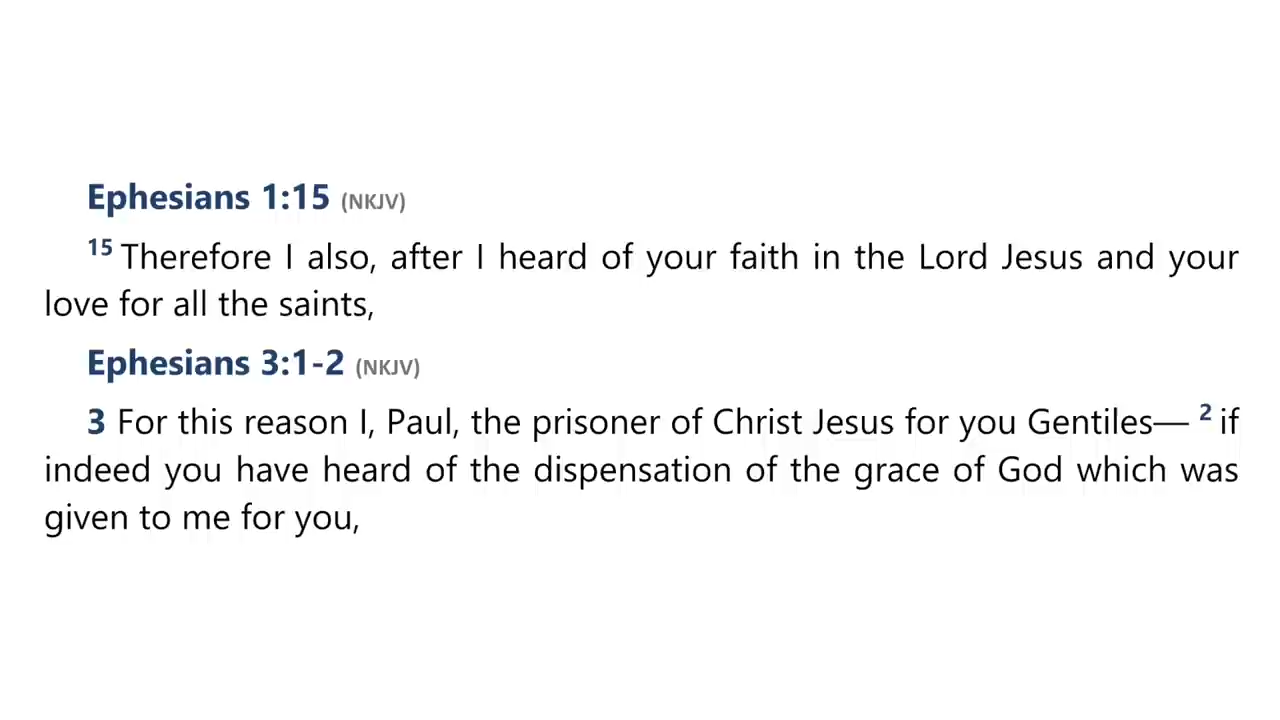 Ephesians 1:15 (NKJV)
15 Therefore I also, after I heard of your faith in the Lord Jesus and your
love for all the saints,
Ephesians 3:1-2 (NKJV)
3 For this reason I, Paul, the prisoner of Christ Jesus for you Gentiles— 2 if
indeed you have heard of the dispensation of the grace of God which was
given to me for you,